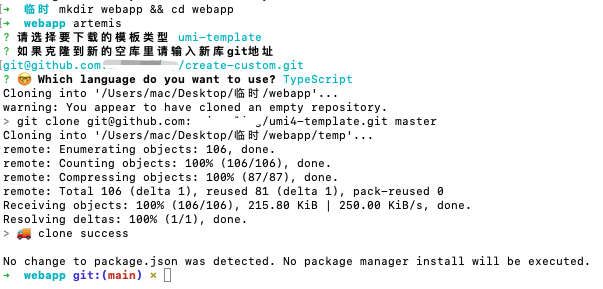 ➜ 临时 mkdir webapp && cd webapp
➜ webapp artemis
? 请选择要下载的模板类型 umi-template
? 如果克隆到新的空库里请输入新库git地址
git@github.com /create-custom.git
? 🤓 Which language do you want to use? TypeScript
Cloning into '/Users/mac/Desktop/临时/webapp'...
warning: You appear to have cloned an empty repository.
> git clone git@github.com: /umi4-template.git master
Cloning into '/Users/mac/Desktop/临时/webapp/temp'...
remote: Enumerating objects: 106, done.
remote: Counting objects: 100% (106/106), done.
remote: Compressing objects: 100% (87/87), done.
remote: Total 106 (delta 1), reused 81 (delta 1), pack-reused 0
Receiving objects: 100% (106/106), 215.80 KiB | 250.00 KiB/s, done.
Resolving deltas: 100% (1/1), done.
> 🚚 clone success
No change to package.json was detected. No package manager install will be executed.
➜ webapp git:(main) ×